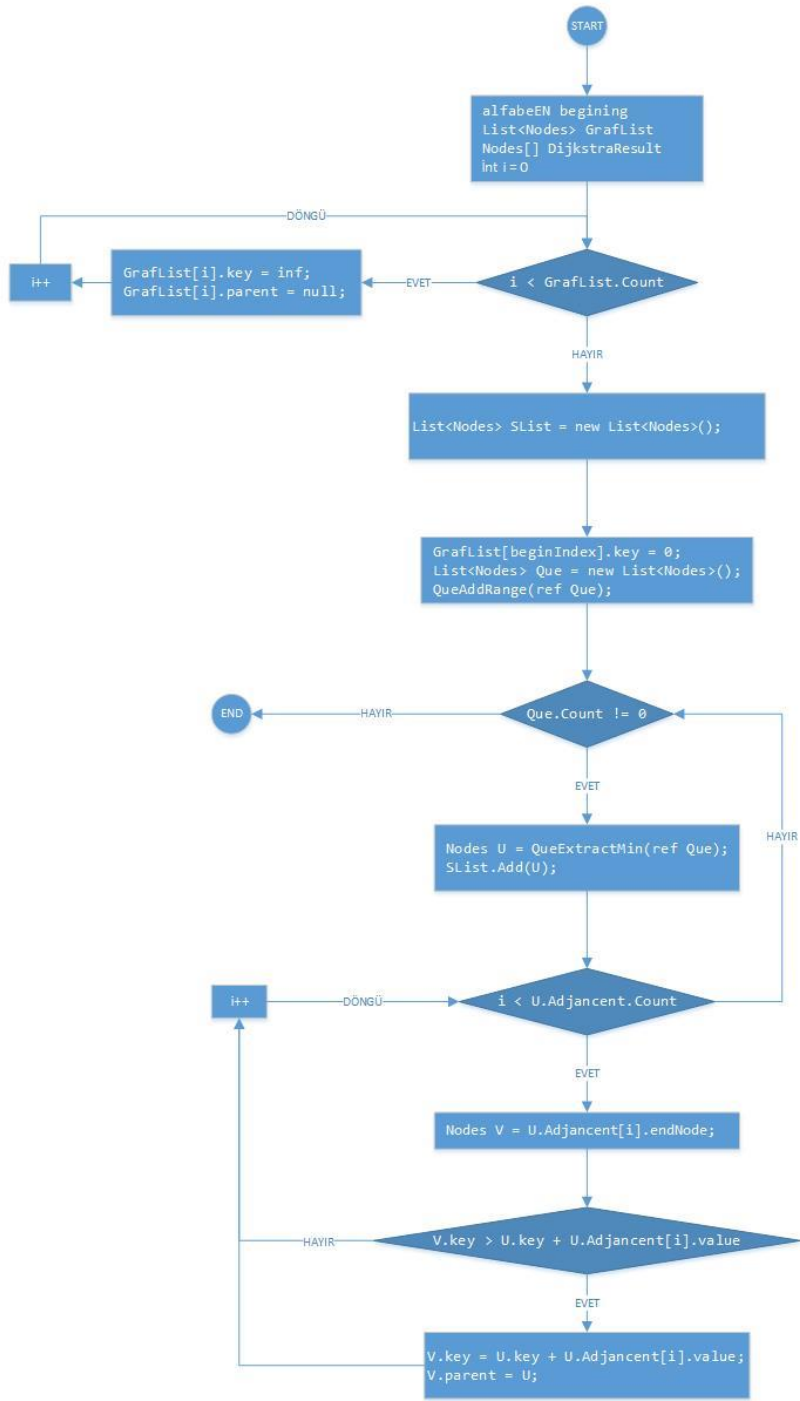 START
alfabeEN begining
List<Nodes> GrafList
Nodes[] DijkstraResult
İnt i = 0
DÖNGÜ
i++
GrafList[i].key = inf;
GrafList[i].parent = null;
EVET
i < GrafList.Count
HAYIR
List<Nodes> SList = new List<Nodes>();
GrafList[beginIndex].key = 0;
List<Nodes> Que = new List<Nodes>();
QueAddRange(ref Que);
END
HAYIR
Que.Count != 0
EVET
Nodes U = QueExtractMin(ref Que);
SList.Add(U);
HAYIR
i++
DÖNGÜ
i < U.Adjancent.Count
EVET
Nodes V = U.Adjancent[i].endNode;
HAYIR
V.key > U.key + U.Adjancent[i].value
EVET
V.key = U.key + U.Adjancent[i].value;
V.parent = U;